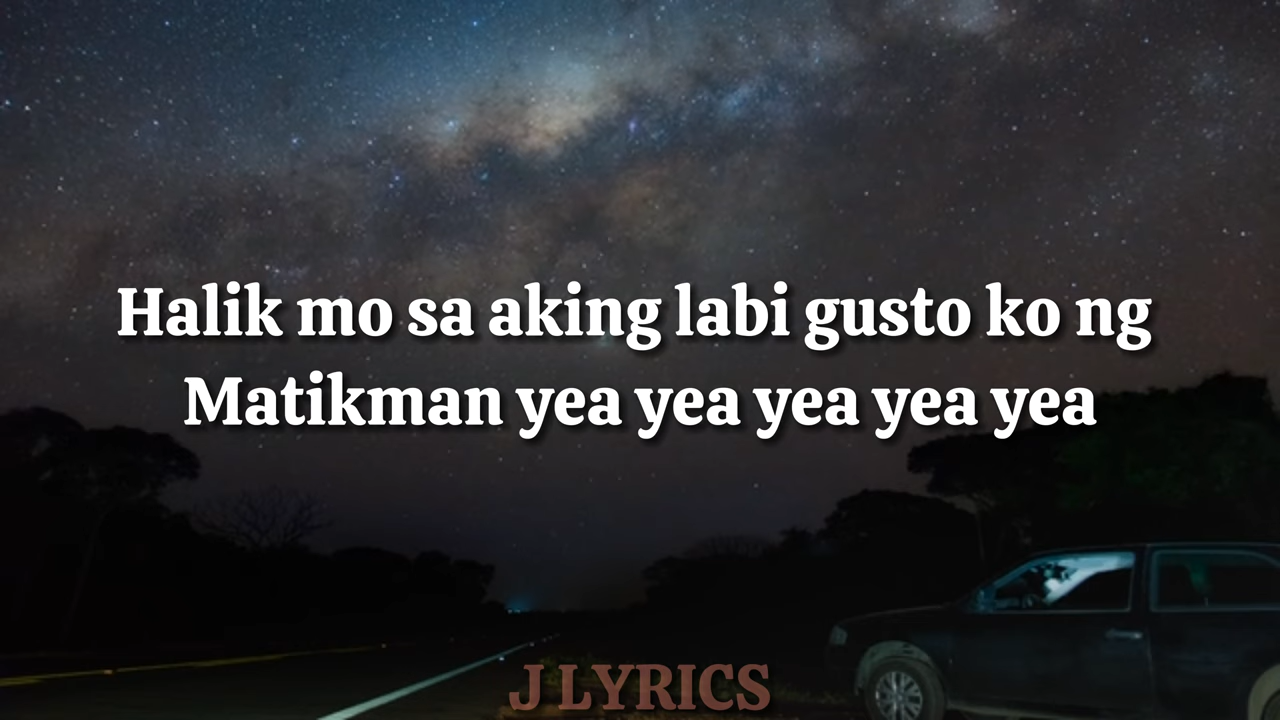 Halik mo sa aking labi gusto ko ng
Matikman yea yea yea yea yea
J LYRICS